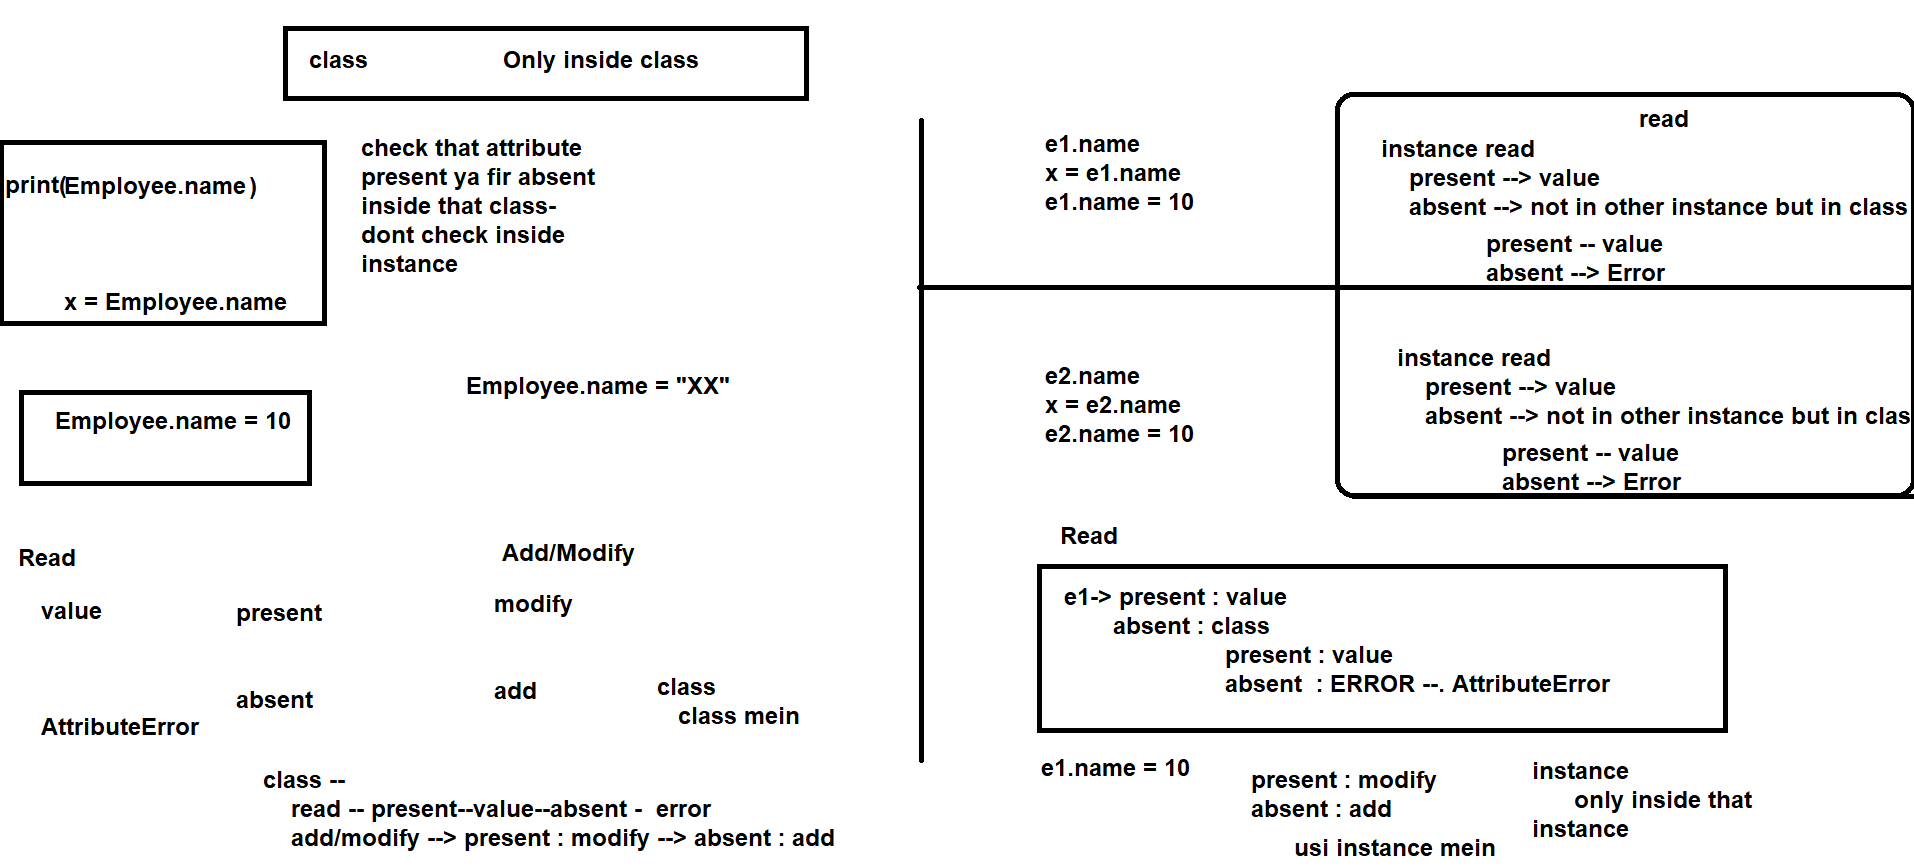 class Only inside class
print(Employee.name)
x = Employee.name
check that attribute
present ya fir absent
inside that class-
dont check inside
instance
Employee.name = 10
Employee.name = "XX"
Read Add/Modify
value present modify
absent add class
class mein
AttributeError
class --
read -- present--value--absent - error
add/modify --> present : modify --> absent : add
e1.name
x = e1.name
e1.name = 10
read
instance read
present --> value
absent --> not in other instance but in class
present -- value
absent --> Error
e2.name
x = e2.name
e2.name = 10
instance read
present --> value
absent --> not in other instance but in clas
present -- value
absent --> Error
Read
e1-> present : value
absent : class
present : value
absent : ERROR --. AttributeError
e1.name = 10
present : modify
absent : add
usi instance mein
instance
only inside that
instance